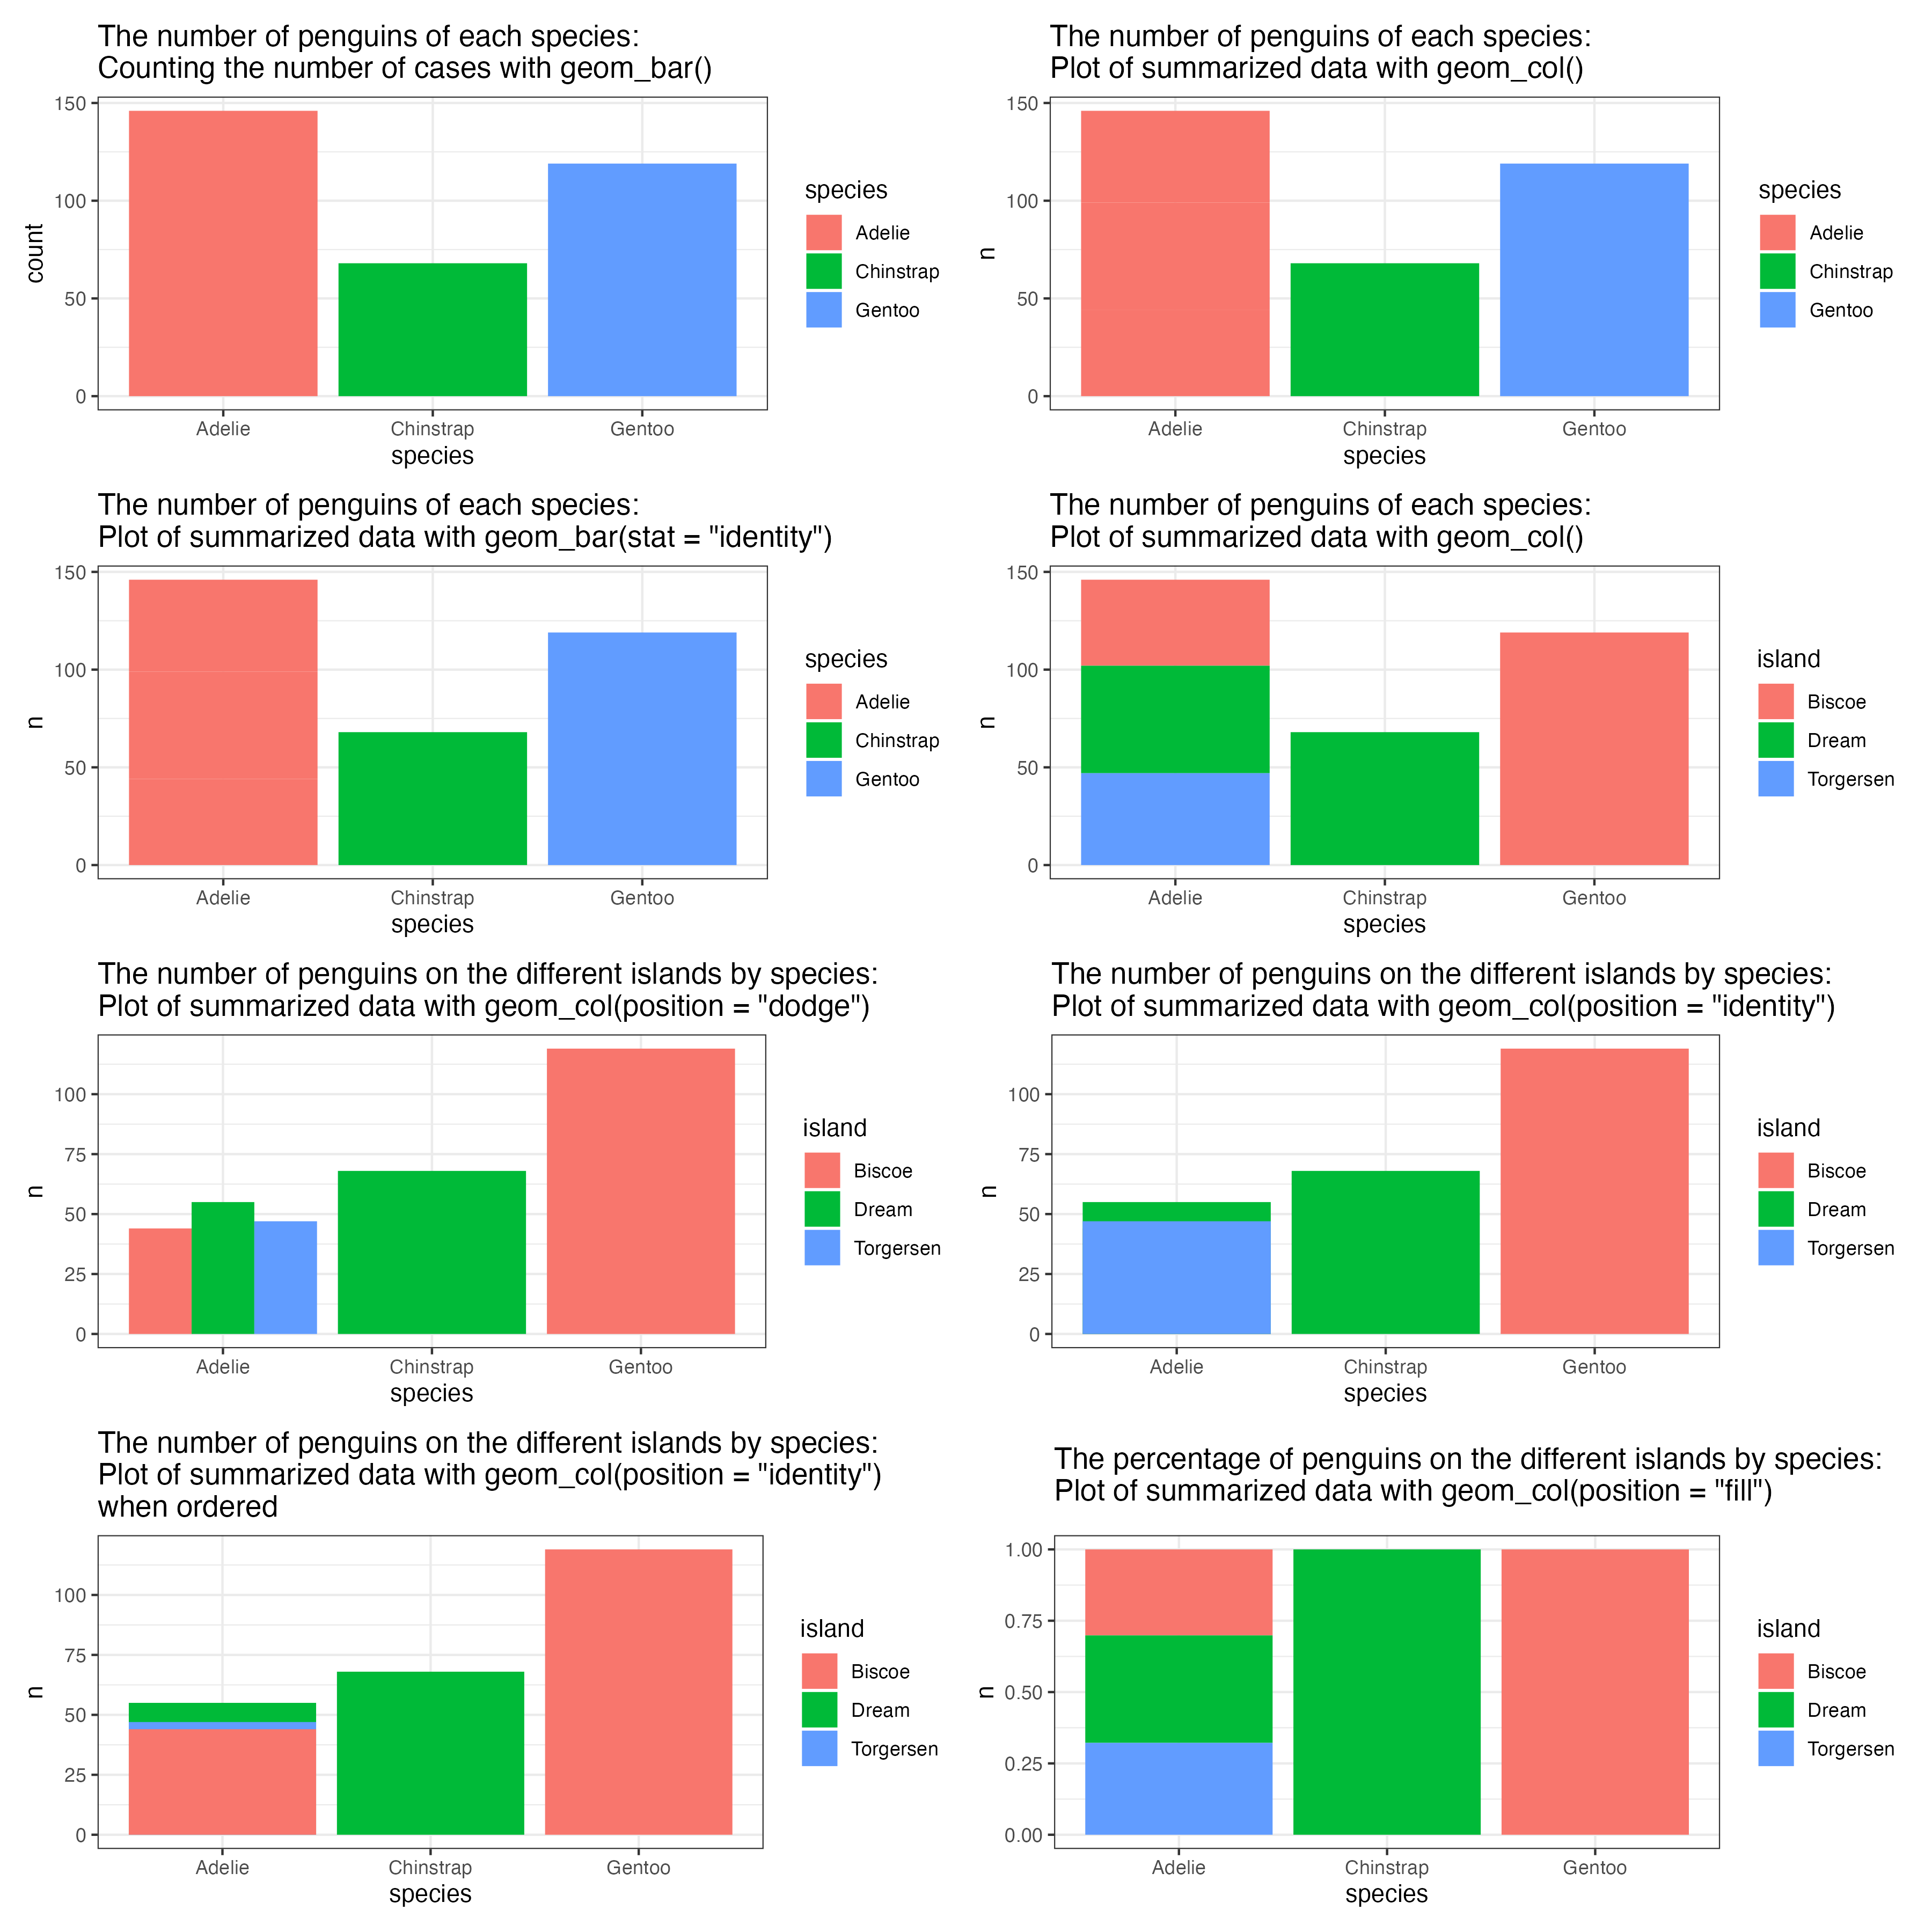 The number of penguins of each species:
Counting the number of cases with geom_bar()
150
100
50
0
count
Adelie
Chinstrap
Gentoo
species
species
Adelie
Chinstrap
Gentoo
The number of penguins of each species:
Plot of summarized data with geom_col()
150
100
50
0
n
Adelie
Chinstrap
Gentoo
species
species
Adelie
Chinstrap
Gentoo
The number of penguins of each species:
Plot of summarized data with geom_bar(stat = "identity")
150
100
50
0
n
Adelie
Chinstrap
Gentoo
species
species
Adelie
Chinstrap
Gentoo
The number of penguins of each species:
Plot of summarized data with geom_col()
150
100
50
0
n
Adelie
Chinstrap
Gentoo
species
island
Biscoe
Dream
Torgersen
The number of penguins on the different islands by species:
Plot of summarized data with geom_col(position = "dodge")
100
75
50
25
0
n
Adelie
Chinstrap
Gentoo
species
island
Biscoe
Dream
Torgersen
The number of penguins on the different islands by species:
Plot of summarized data with geom_col(position = "identity")
100
75
50
25
0
n
Adelie
Chinstrap
Gentoo
species
island
Biscoe
Dream
Torgersen
The number of penguins on the different islands by species:
Plot of summarized data with geom_col(position = "identity")
when ordered
100
75
50
25
0
n
Adelie
Chinstrap
Gentoo
species
island
Biscoe
Dream
Torgersen
The percentage of penguins on the different islands by species:
Plot of summarized data with geom_col(position = "fill")
1.00
0.75
0.50
0.25
0.00
n
Adelie
Chinstrap
Gentoo
species
island
Biscoe
Dream
Torgersen